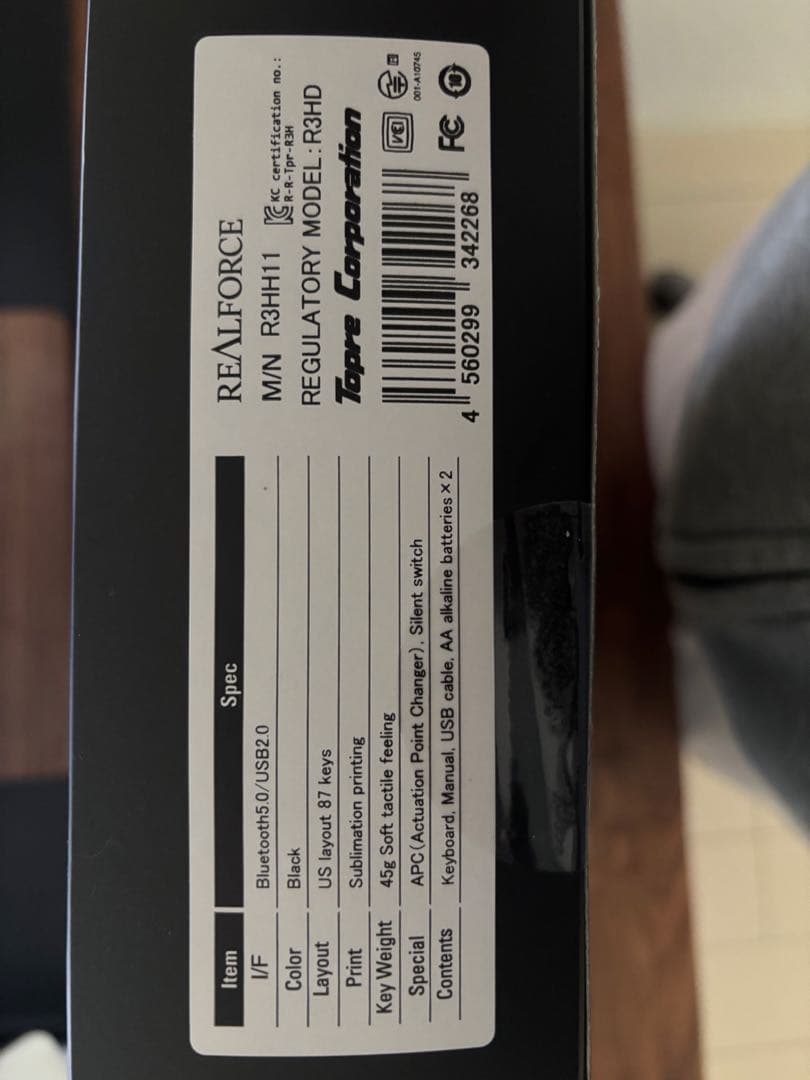 Item Spec
I/F Bluetooth5.0/USB2.0
Color Black
Layout US layout 87 keys
Print Sublimation printing
Key Weight 45g Soft tactile feeling
Special APC(Actuation Point Changer), Silent switch
Contents Keyboard, Manual, USB cable, AA alkaline batteries×2
REALFORCE
M/N R3HH11
KC certification no.:
R-R-Tpr-R3H
REGULATORY MODEL:R3HD
Topre Corporation
4 560299 342268
FC
10
001-A10745